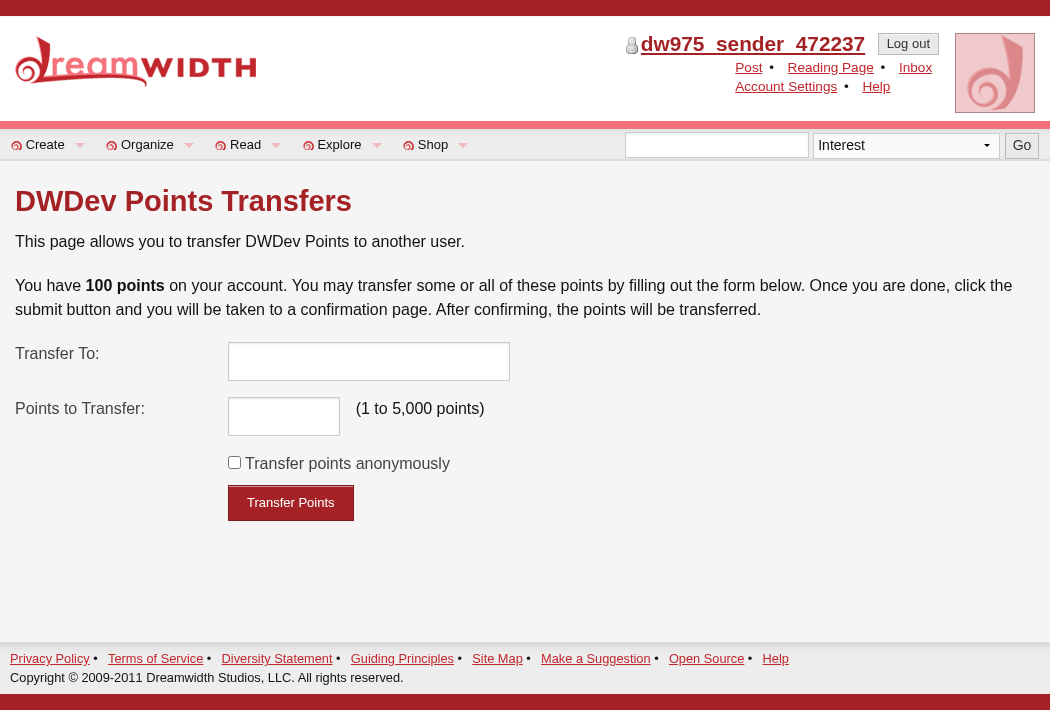 dreamWIDTH
dw975_sender_472237
Log out
Post • Reading Page • Inbox
Account Settings • Help
Create Organize Read Explore Shop Interest Go
DWDev Points Transfers
This page allows you to transfer DWDev Points to another user.
You have 100 points on your account. You may transfer some or all of these points by filling out the form below. Once you are done, click the
submit button and you will be taken to a confirmation page. After confirming, the points will be transferred.
Transfer To:
Points to Transfer: (1 to 5,000 points)
Transfer points anonymously
Transfer Points
Privacy Policy • Terms of Service • Diversity Statement • Guiding Principles • Site Map • Make a Suggestion • Open Source • Help
Copyright © 2009-2011 Dreamwidth Studios, LLC. All rights reserved.